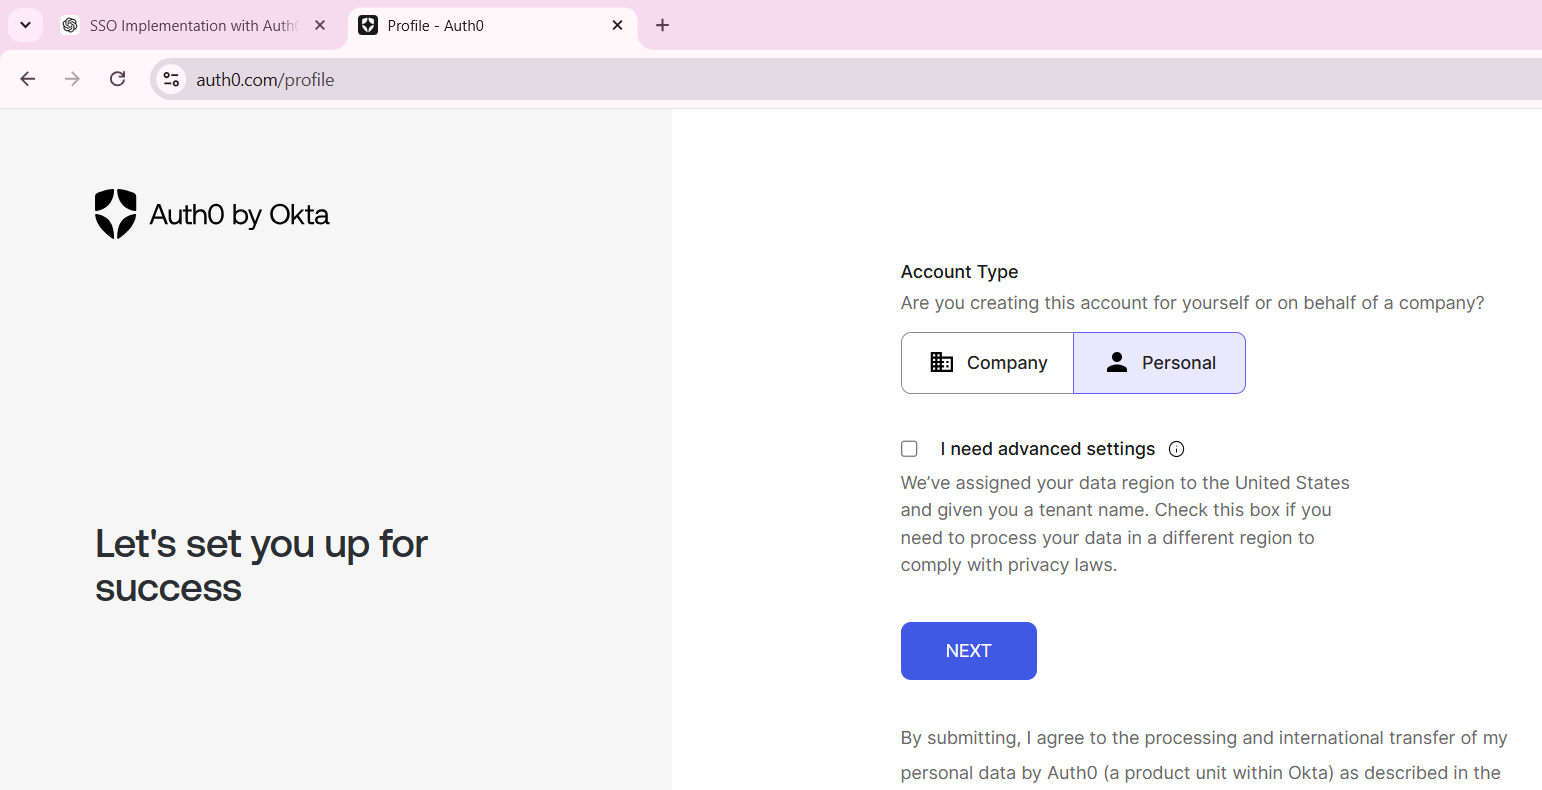 SSO Implementation with Auth0
Profile - Auth0
auth0.com/profile
Auth0 by Okta
Let's set you up for
success
Account Type
Are you creating this account for yourself or on behalf of a company?
Company
Personal
I need advanced settings
We’ve assigned your data region to the United States
and given you a tenant name. Check this box if you
need to process your data in a different region to
comply with privacy laws.
NEXT
By submitting, I agree to the processing and international transfer of my
personal data by Auth0 (a product unit within Okta) as described in the